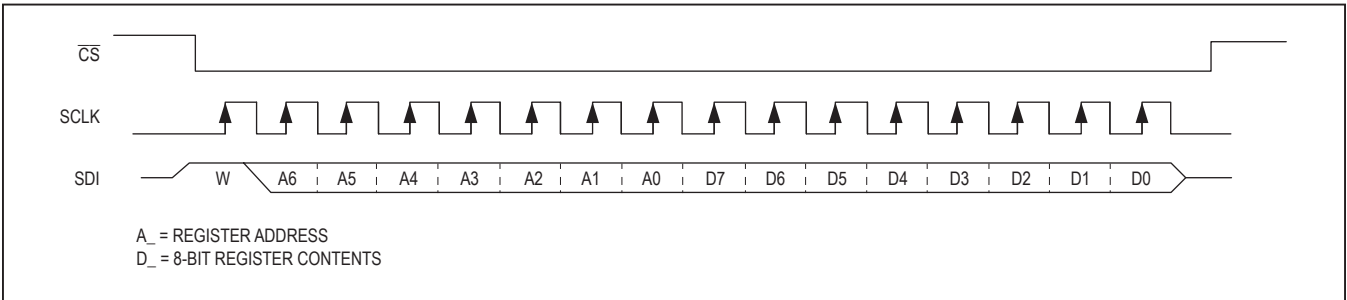 CS
SCLK
SDI W A6 A5 A4 A3 A2 A1 A0 D7 D6 D5 D4 D3 D2 D1 D0
A_ = REGISTER ADDRESS
D_ = 8-BIT REGISTER CONTENTS